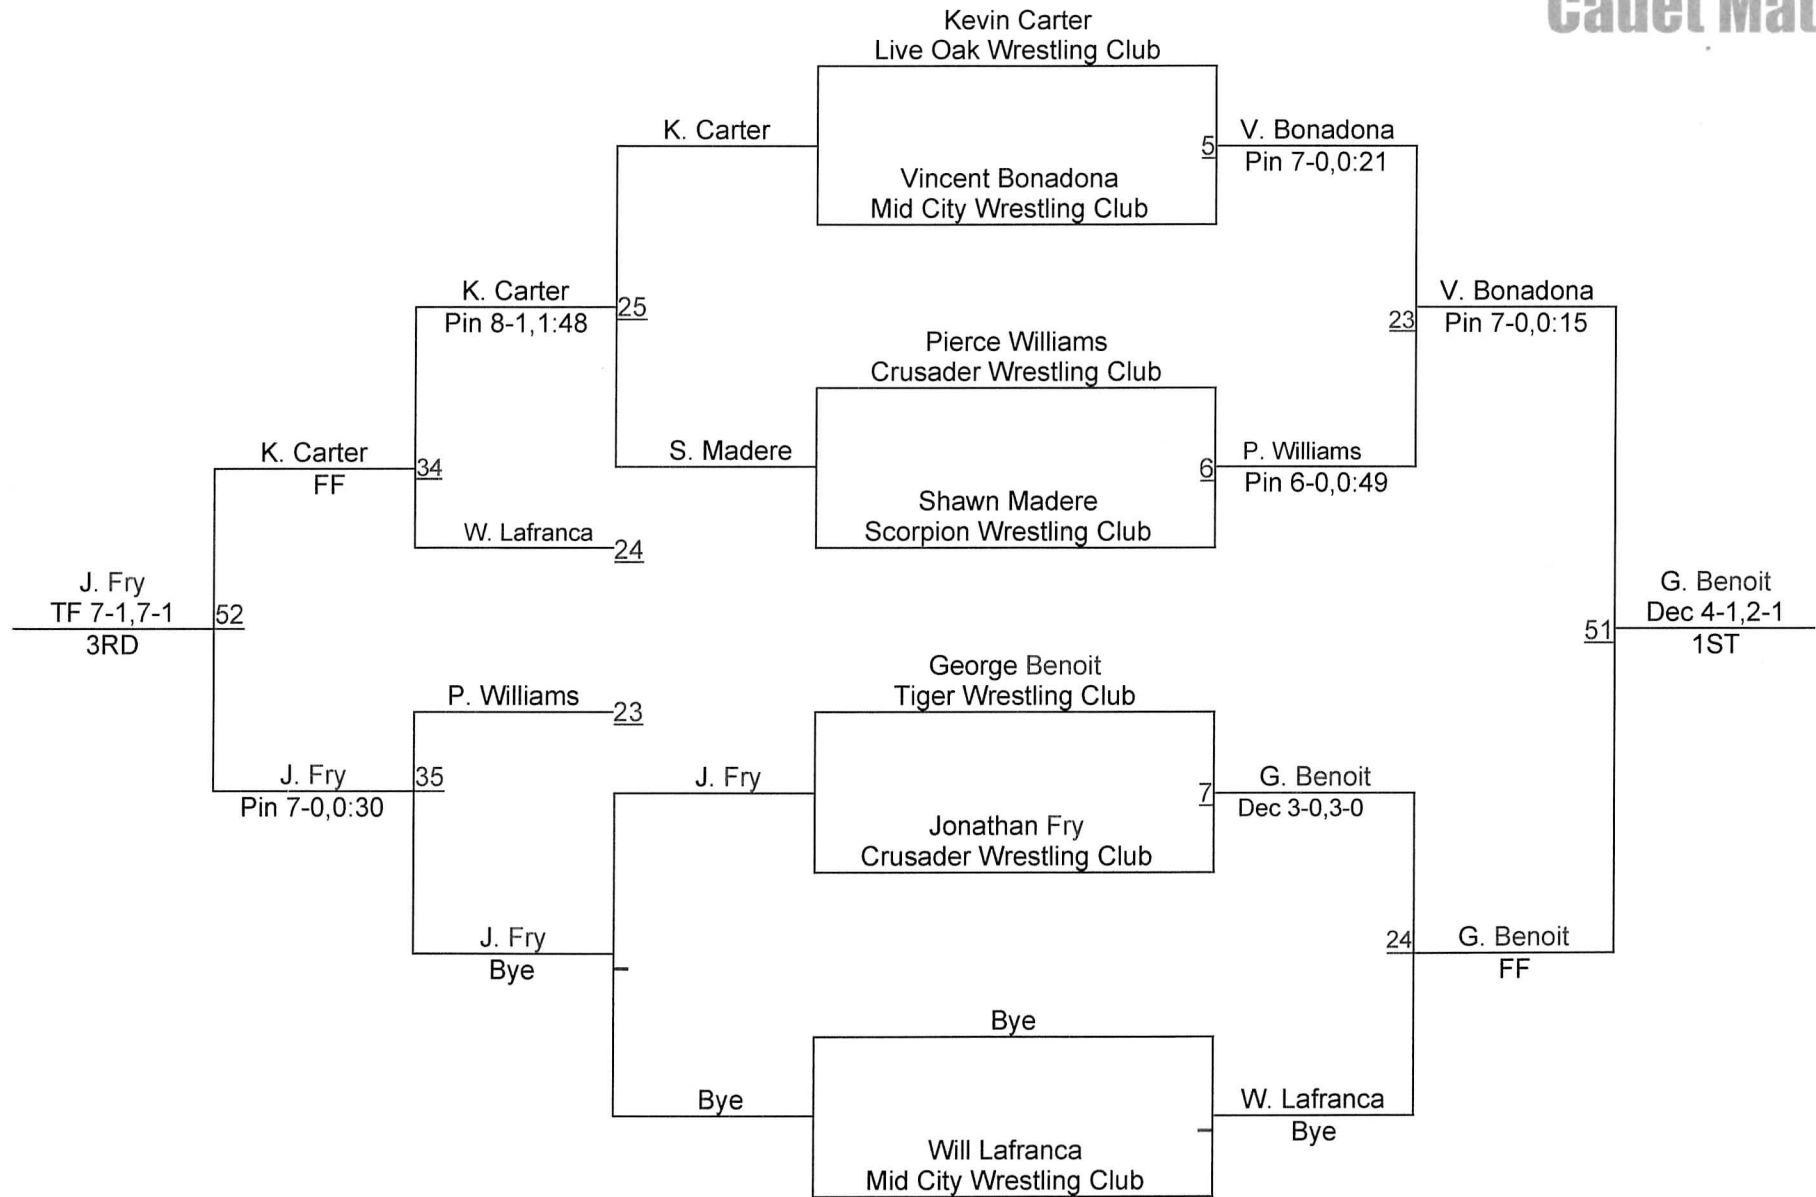 Cadet Mat
Kevin Carter
Live Oak Wrestling Club
K. Carter
5
V. Bonadona
Pin 7-0,0:21
Vincent Bonadona
Mid City Wrestling Club
K. Carter
Pin 8-1,1:48
25
V. Bonadona
Pin 7-0,0:15
23
Pierce Williams
Crusader Wrestling Club
K. Carter
FF
34
S. Madere
6
P. Williams
Pin 6-0,0:49
Shawn Madere
Scorpion Wrestling Club
W. Lafranca
24
J. Fry
TF 7-1,7-1
3RD
52
G. Benoit
Dec 4-1,2-1
1ST
51
George Benoit
Tiger Wrestling Club
P. Williams
23
J. Fry
Pin 7-0,0:30
35
J. Fry
7
G. Benoit
Dec 3-0,3-0
Jonathan Fry
Crusader Wrestling Club
J. Fry
Bye
24
G. Benoit
FF
Bye
Bye
W. Lafranca
Bye
Will Lafranca
Mid City Wrestling Club